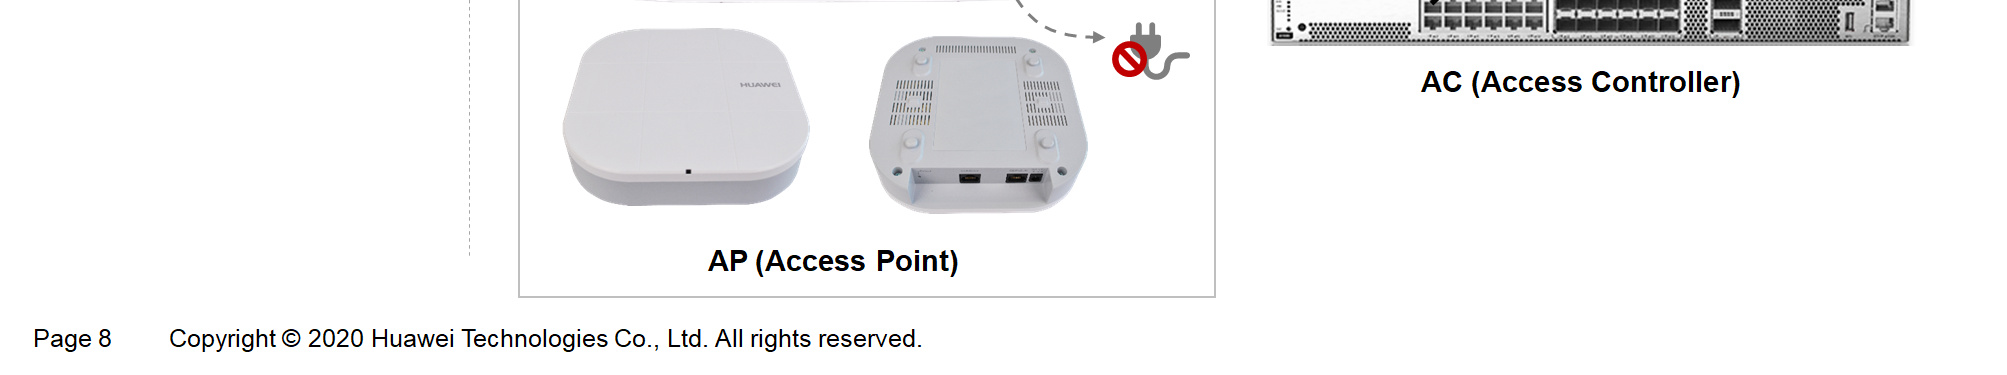 HUAWEI
AC (Access Controller)
AP (Access Point)
Page 8 Copyright © 2020 Huawei Technologies Co., Ltd. All rights reserved.